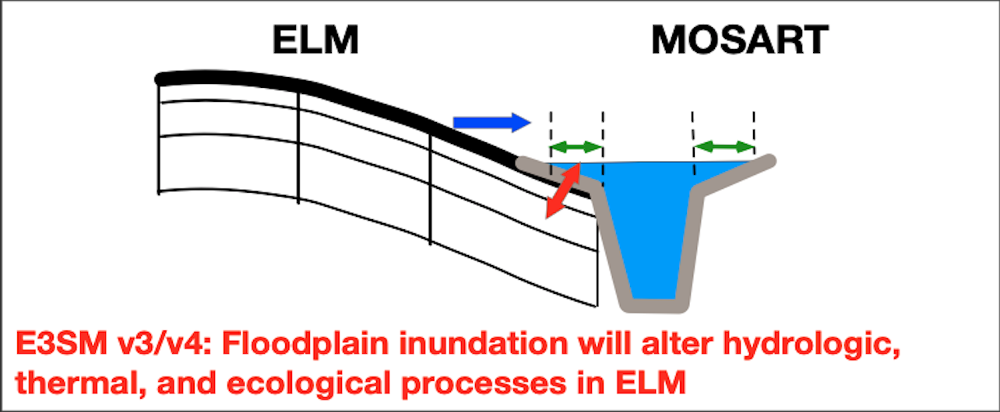 ELM
MOSART
E3SM v3/v4: Floodplain inundation will alter hydrologic,
thermal, and ecological processes in ELM